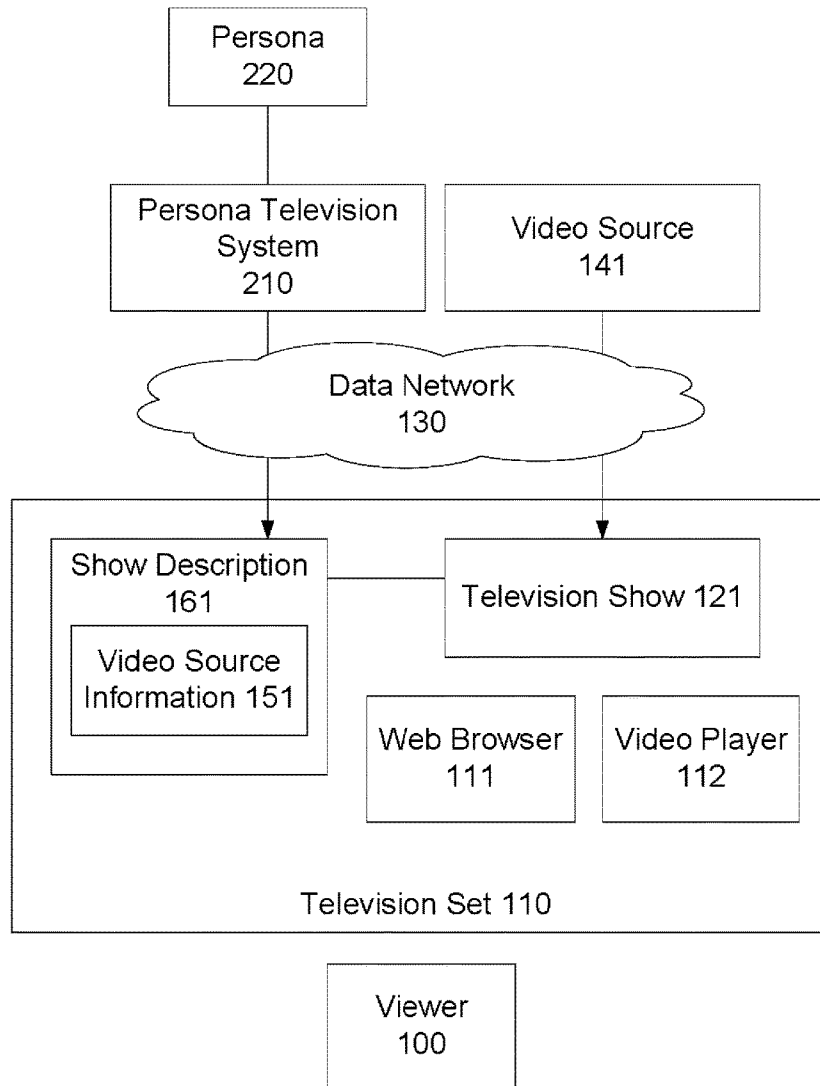 Persona
220
Persona Television
System
210
Video Source
141
Data Network
130
Show Description
161
Video Source
Information 151
Television Show 121
Web Browser
111
Video Player
112
Television Set 110
Viewer
100